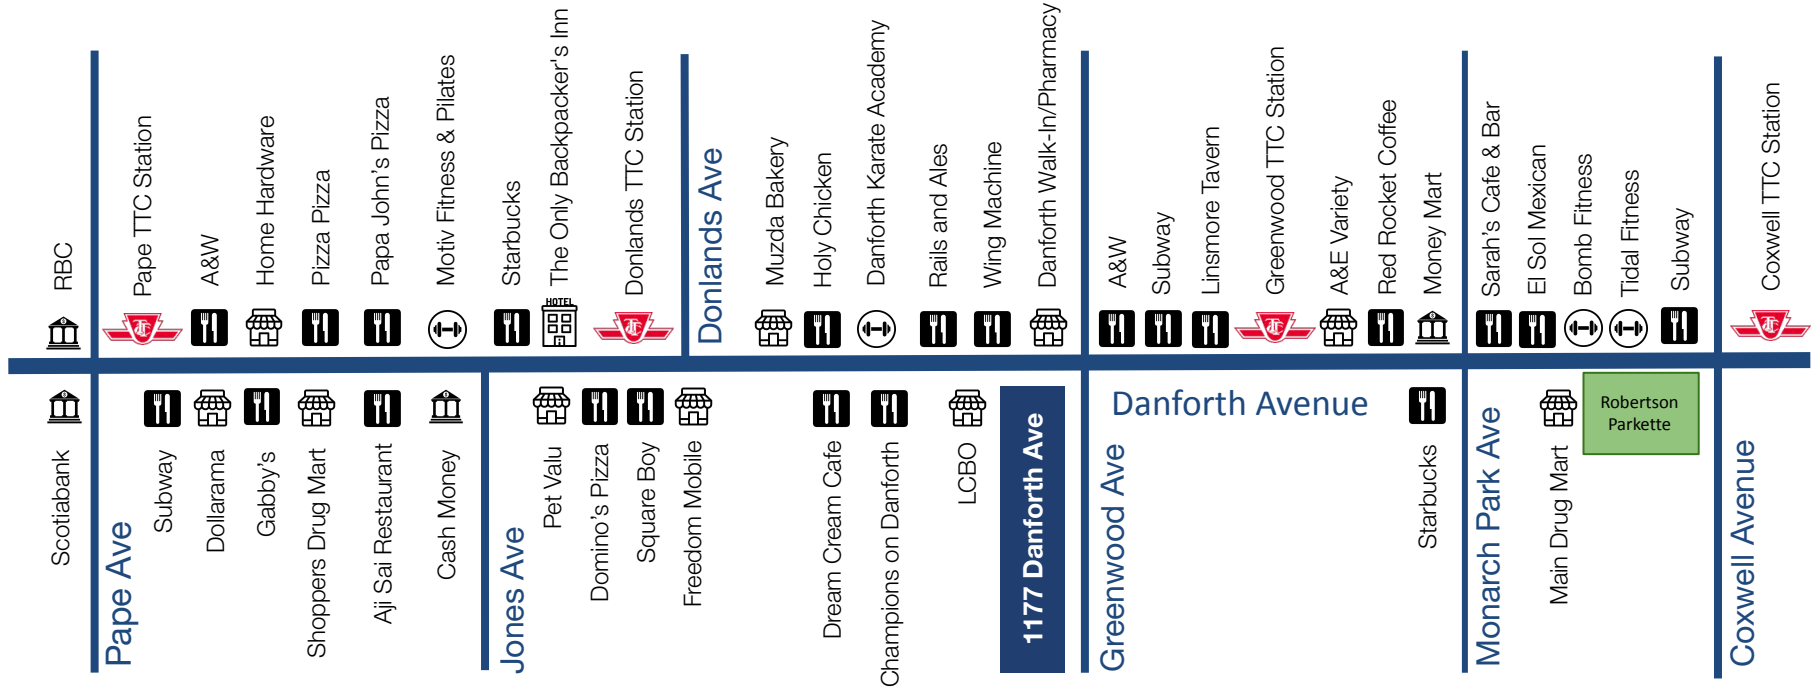 RBC
Pape TTC Station
A&W
Home Hardware
Pizza Pizza
Papa John's Pizza
Motiv Fitness & Pilates
Starbucks
The Only Backpacker's Inn
HOTEL
Donlands TTC Station
Donlands Ave
Muzda Bakery
Holy Chicken
Danforth Karate Academy
Rails and Ales
Wing Machine
Danforth Walk-In/Pharmacy
A&W
Subway
Linsmore Tavern
Greenwood TTC Station
A&E Variety
Red Rocket Coffee
Money Mart
Sarah's Cafe & Bar
El Sol Mexican
Bomb Fitness
Tidal Fitness
Subway
Coxwell TTC Station
Scotiabank
Pape Ave
Subway
Dollarama
Gabby's
Shoppers Drug Mart
Aji Sai Restaurant
Cash Money
Jones Ave
Pet Valu
Domino's Pizza
Square Boy
Freedom Mobile
Dream Cream Cafe
Champions on Danforth
LCBO
1177 Danforth Ave
Greenwood Ave
Danforth Avenue
Starbucks
Monarch Park Ave
Main Drug Mart
Robertson
Parkette
Coxwell Avenue